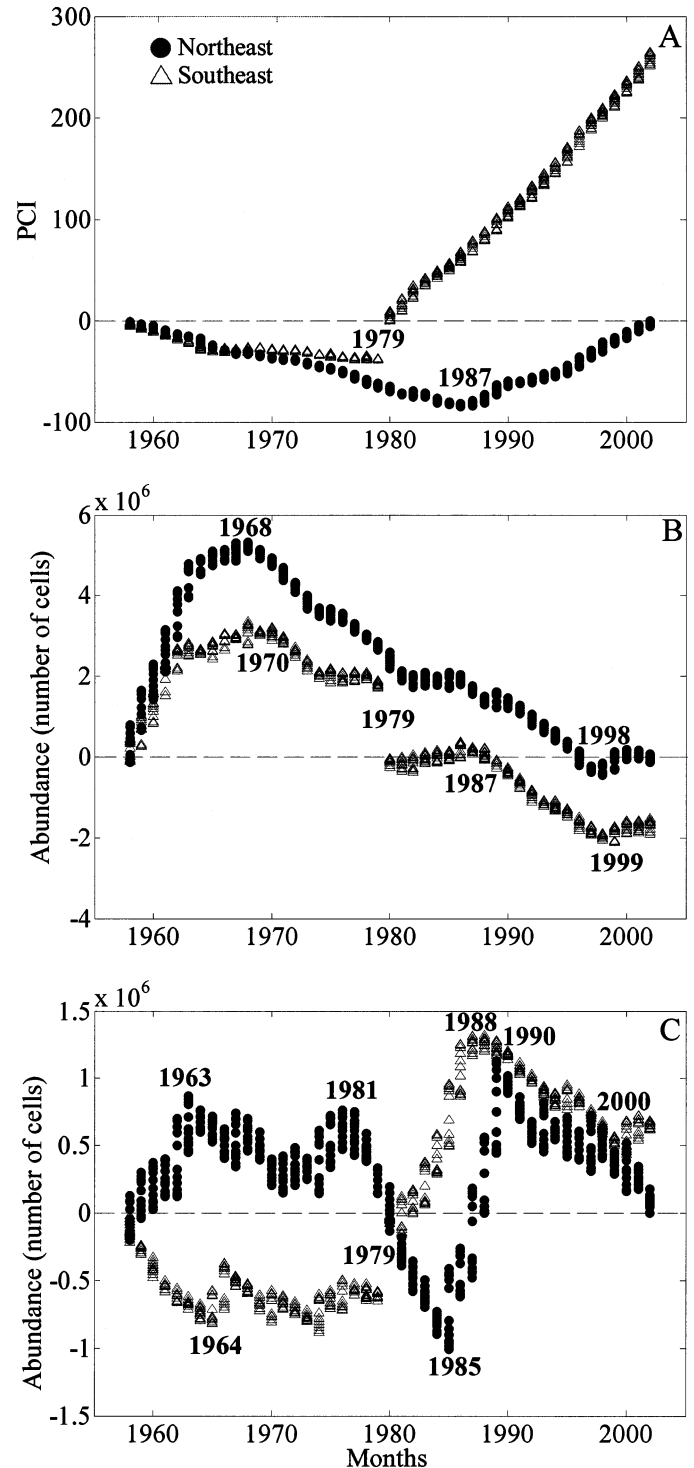 A
Northeast
Southeast
300
200
100
0
-100
PCI
1979
1987
1960 1970 1980 1990 2000
x 10^6
B
6
4
2
0
-2
-4
Abundance (number of cells)
1968
1970
1979
1987
1998
1999
1960 1970 1980 1990 2000
x 10^6
C
1.5
1
0.5
0
-0.5
-1
-1.5
Abundance (number of cells)
1988
1990
1963
1981
2000
1979
1964
1985
1960 1970 1980 1990 2000
Months